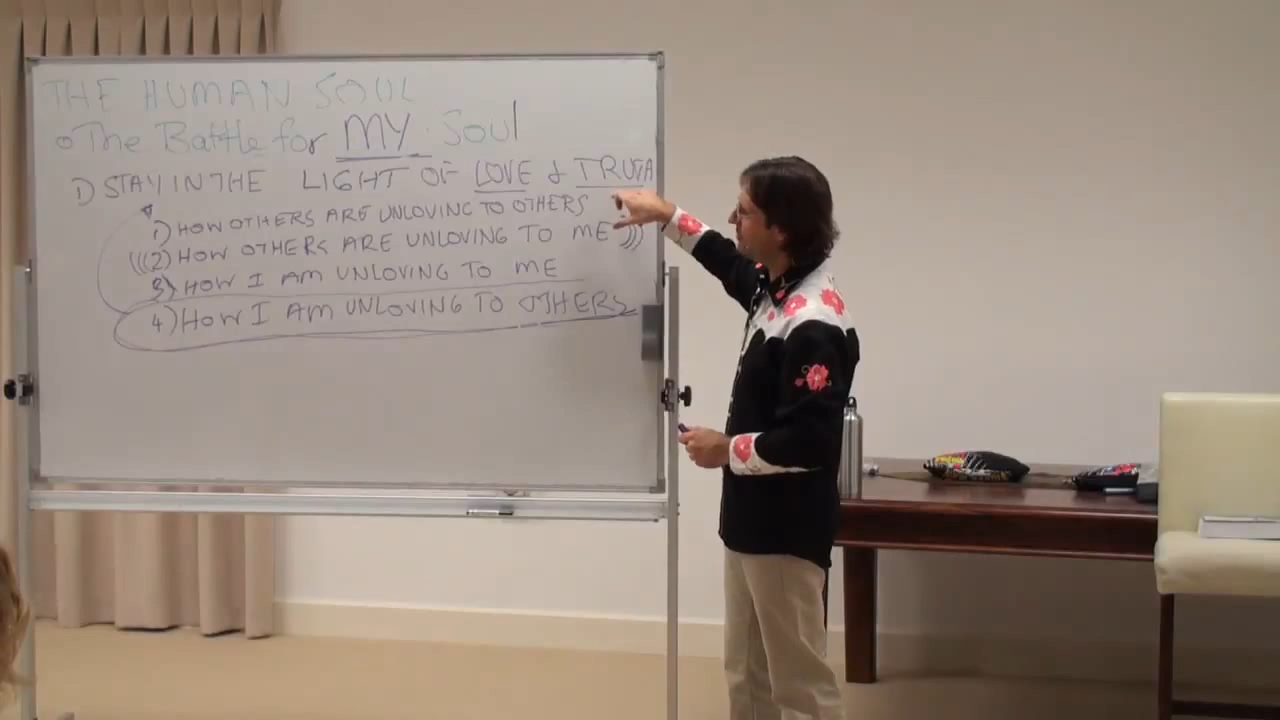 THE HUMAN SOUL
The Battle for MY Soul
1) STAY IN THE LIGHT OF LOVE & TRUTH
1) HOW OTHERS ARE UNLOVING TO OTHERS
(((2) HOW OTHERS ARE UNLOVING TO ME)))
3) HOW I AM UNLOVING TO ME
4) HOW I AM UNLOVING TO OTHERS